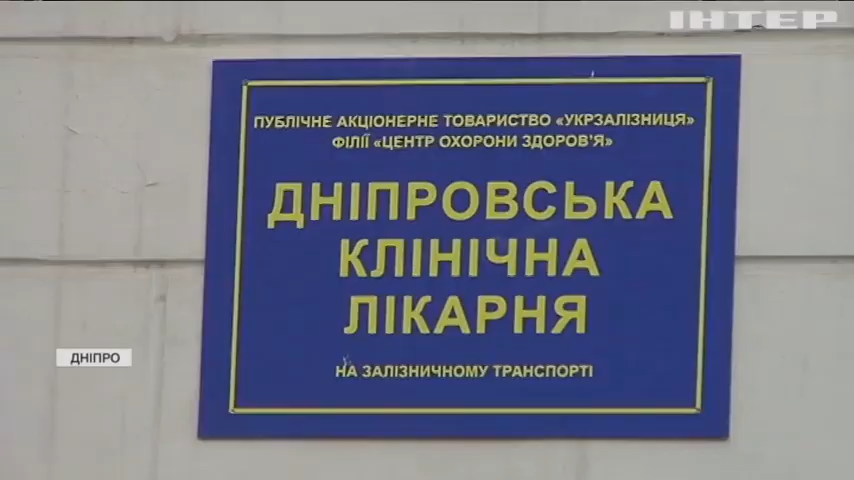 ІНТЕР
ПУБЛІЧНЕ АКЦІОНЕРНЕ ТОВАРИСТВО «УКРЗАЛІЗНИЦЯ»
ФІЛІЇ «ЦЕНТР ОХОРОНИ ЗДОРОВ'Я»
ДНІПРОВСЬКА
КЛІНІЧНА
ЛІКАРНЯ
НА ЗАЛІЗНИЧНОМУ ТРАНСПОРТІ
ДНІПРО